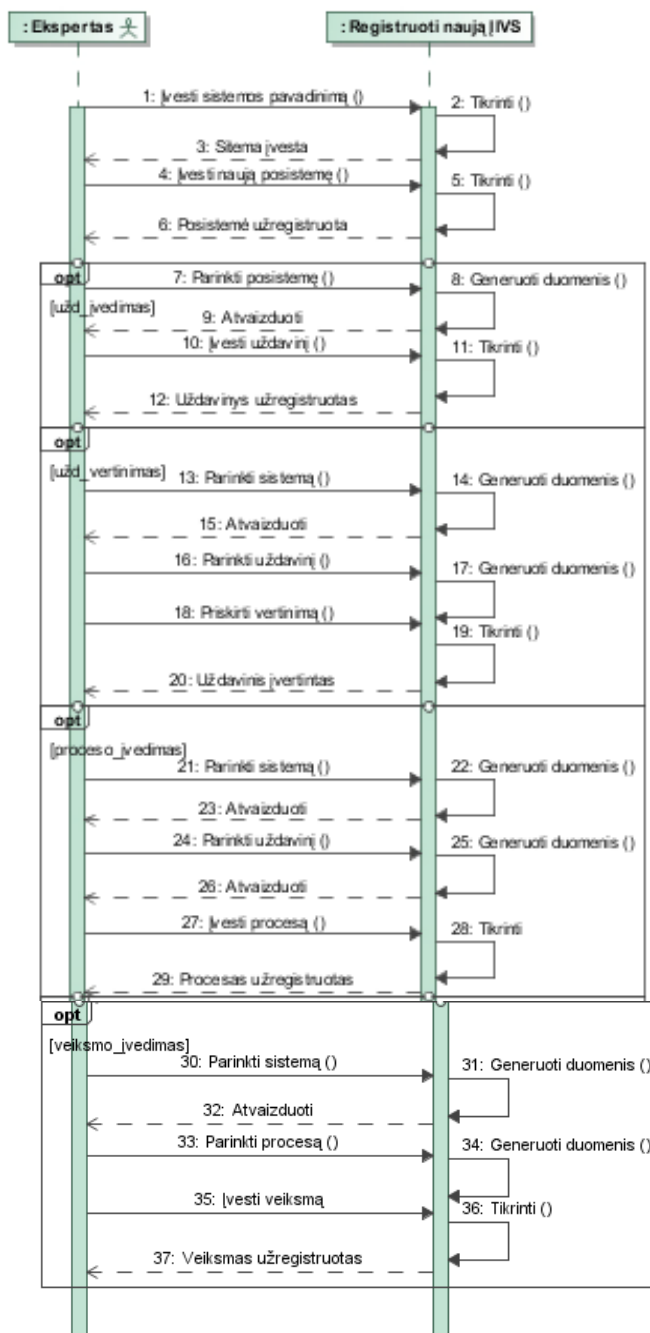 : Ekspertas
: Registruoti naują IIVS
1: Įvesti sistemos pavadinimą ()
2: Tikrinti ()
3: Sitema įvesta
4: Įvesti naują posistemę ()
5: Tikrinti ()
6: Posistemė užregistruota
opt
7: Parinkti posistemę ()
8: Generuoti duomenis ()
[užd_įvedimas]
9: Atvaizduoti
10: Įvesti uždavinį ()
11: Tikrinti ()
12: Uždavinys užregistruotas
opt
[užd_vertinimas]
13: Parinkti sistemą ()
14: Generuoti duomenis ()
15: Atvaizduoti
16: Parinkti uždavinį ()
17: Generuoti duomenis ()
18: Priskirti vertinimą ()
19: Tikrinti ()
20: Uždavinis įvertintas
opt
[proceso_įvedimas]
21: Parinkti sistemą ()
22: Generuoti duomenis ()
23: Atvaizduoti
24: Parinkti uždavinį ()
25: Generuoti duomenis ()
26: Atvaizduoti
27: Įvesti procesą ()
28: Tikrinti
29: Procesas užregistruotas
opt
[veiksmo_įvedimas]
30: Parinkti sistemą ()
31: Generuoti duomenis ()
32: Atvaizduoti
33: Parinkti procesą ()
34: Generuoti duomenis ()
35: Įvesti veiksmą
36: Tikrinti ()
37: Veiksmas užregistruotas